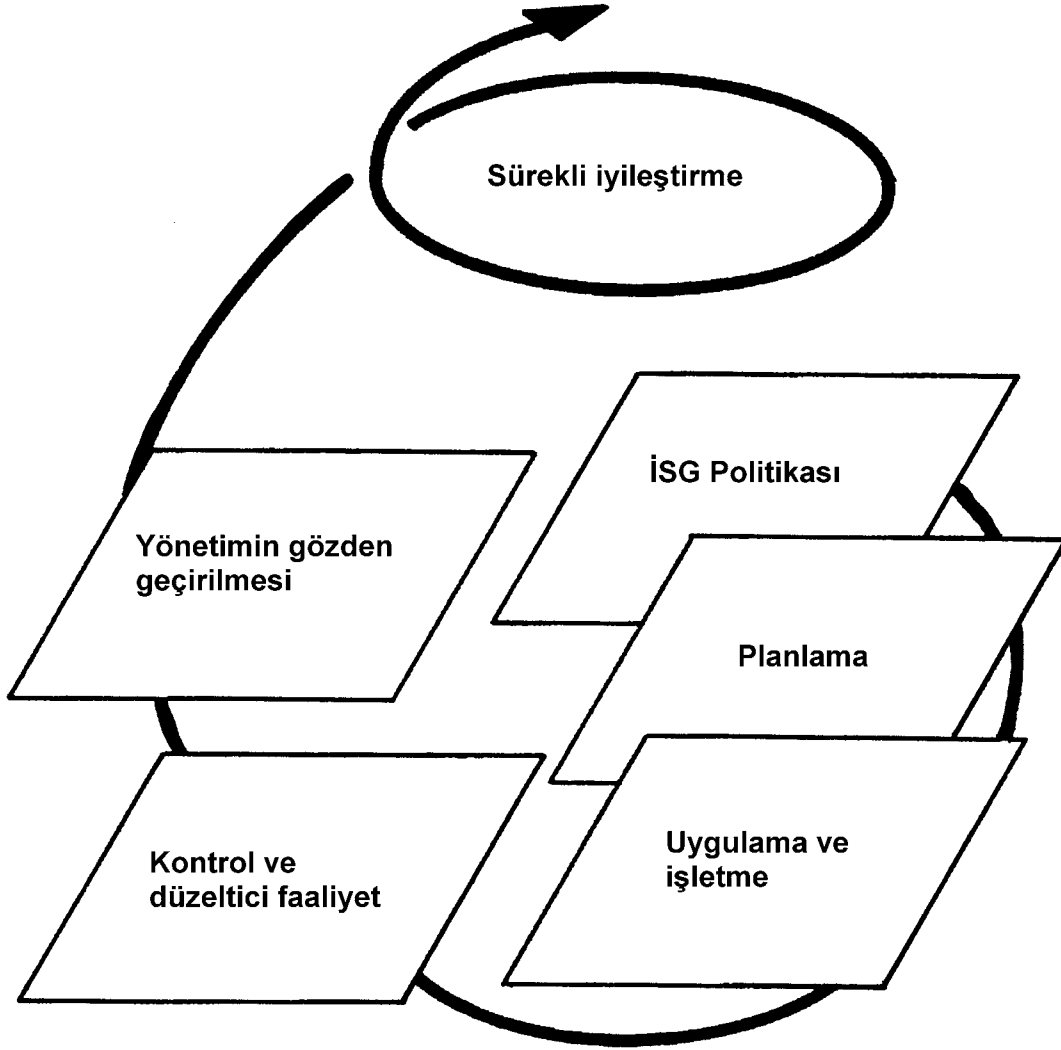 Sürekli iyileştirme
İSG Politikası
Yönetimin gözden
geçirilmesi
Planlama
Kontrol ve
düzeltici faaliyet
Uygulama ve
işletme